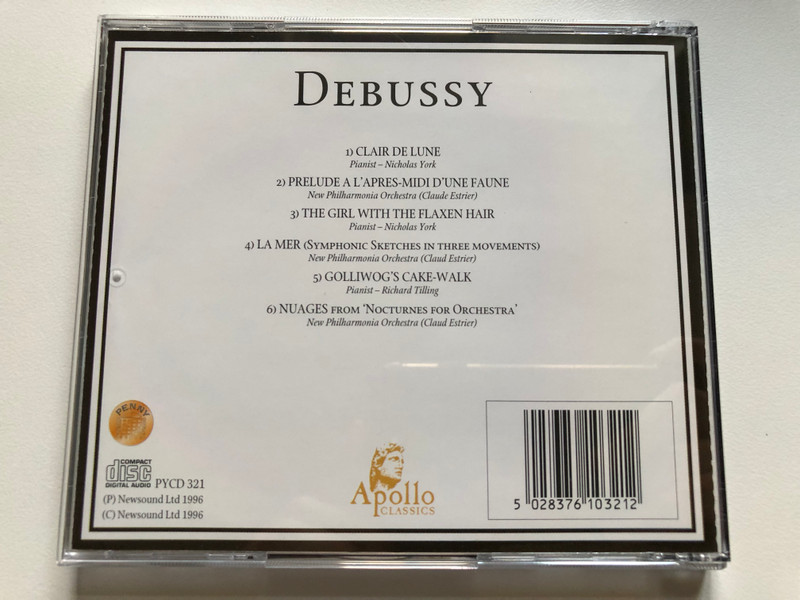 DEBUSSY
1) CLAIR DE LUNE
Pianist – Nicholas York
2) PRELUDE A L'APRES-MIDI D'UNE FAUNE
New Philharmonia Orchestra (Claude Estrier)
3) THE GIRL WITH THE FLAXEN HAIR
Pianist – Nicholas York
4) LA MER (SYMPHONIC SKETCHES IN THREE MOVEMENTS)
New Philharmonia Orchestra (Claud Estrier)
5) GOLLIWOG'S CAKE-WALK
Pianist – Richard Tilling
6) NUAGES FROM 'NOCTURNES FOR ORCHESTRA'
New Philharmonia Orchestra (Claud Estrier)
PENNY
COMPACT
disc
DIGITAL AUDIO
PYCD 321
(P) Newsound Ltd 1996
(C) Newsound Ltd 1996
Apollo
CLASSICS
5 028376 103212